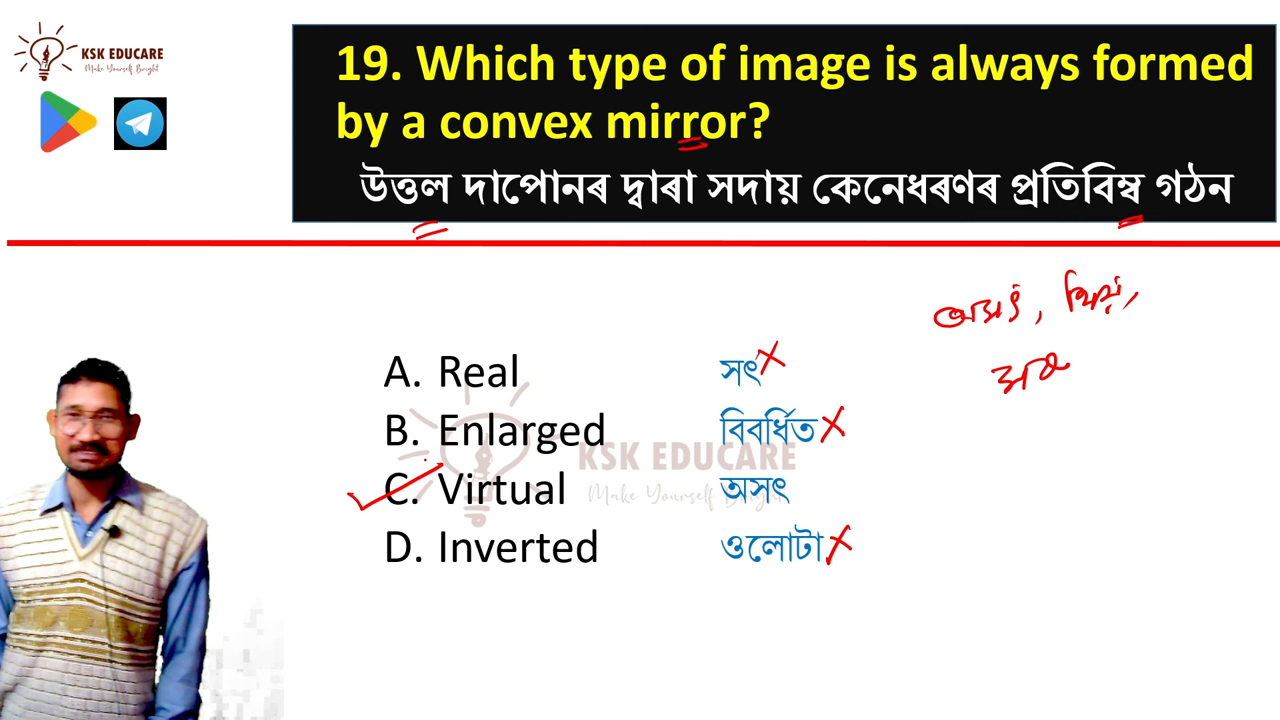 KSK EDUCARE
Make Yourself Bright
19. Which type of image is always formed
by a convex mirror?
উত্তল দাপোনৰ দ্বাৰা সদায় কেনেধৰণৰ প্ৰতিবিম্ব গঠন
অসৎ,
A. Real সৎ
B. Enlarged বিবৰ্ধিত
KSK EDUCARE
C. Virtual অসৎ
Make Yourself Bright
D. Inverted ওলোটা